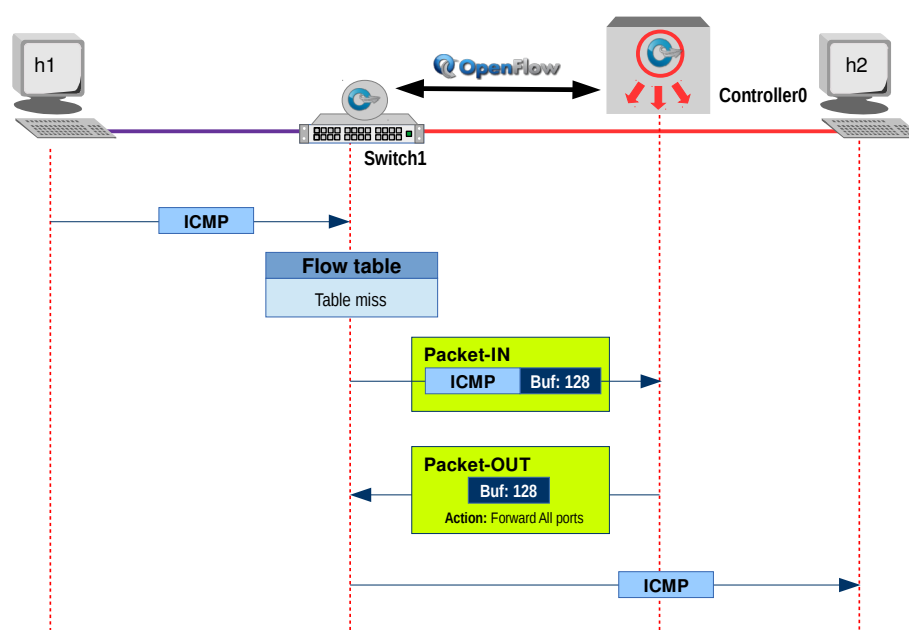 h1
OpenFlow
Controller0
h2
Switch1
ICMP
Flow table
Table miss
Packet-IN
ICMP Buf: 128
Packet-OUT
Buf: 128
Action: Forward All ports
ICMP